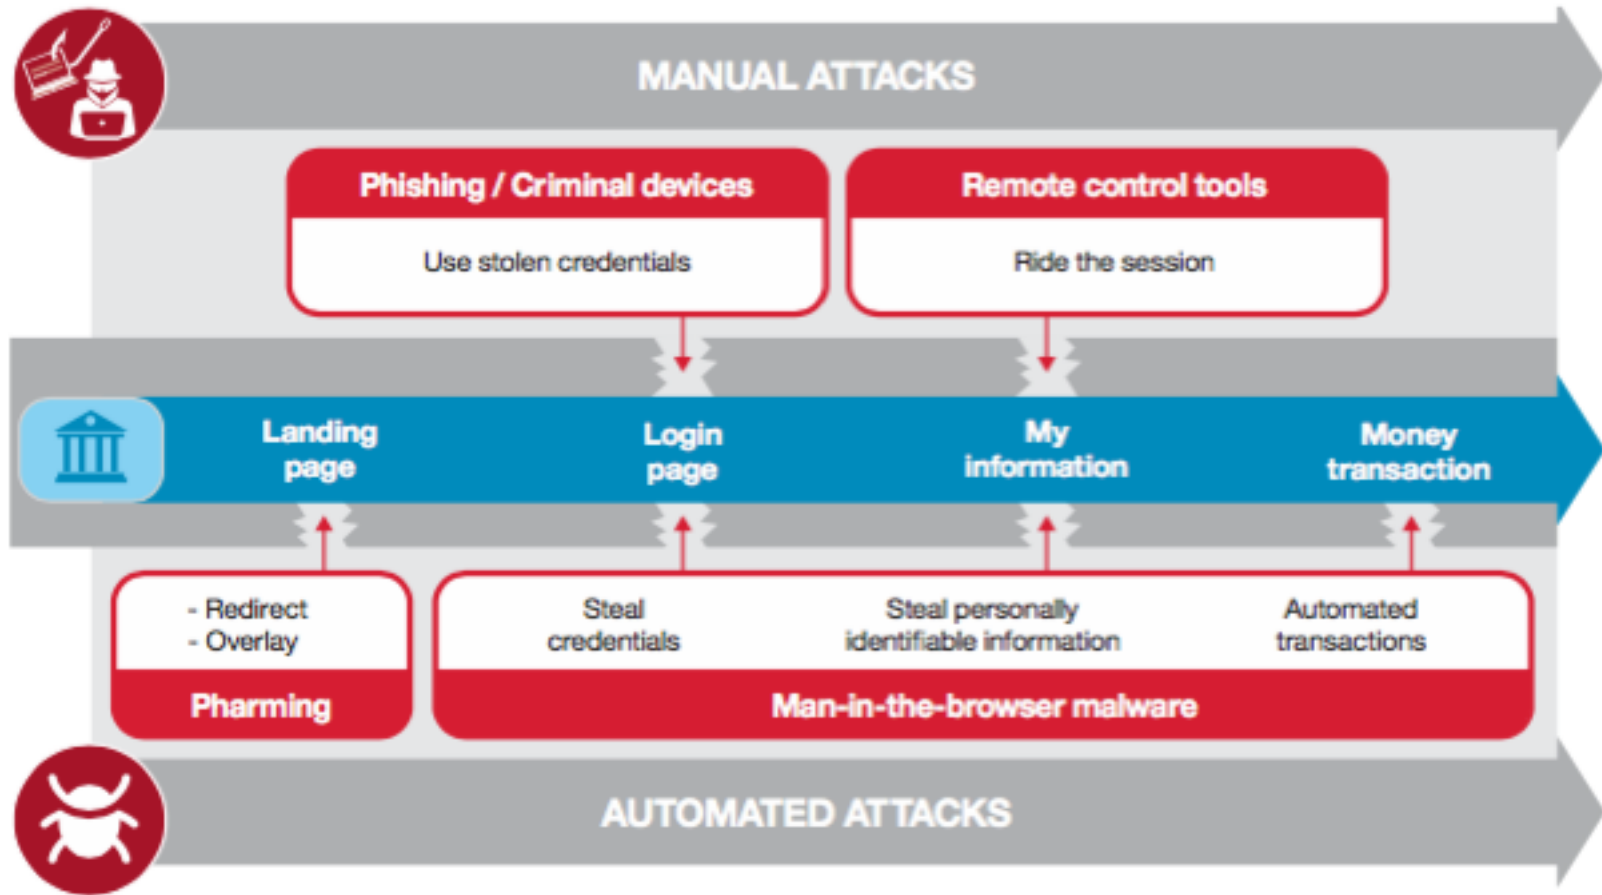 MANUAL ATTACKS
Phishing / Criminal devices
Use stolen credentials
Remote control tools
Ride the session
Landing
page
Login
page
My
information
Money
transaction
- Redirect
- Overlay
Pharming
Steal
credentials
Steal personally
identifiable information
Automated
transactions
Man-in-the-browser malware
AUTOMATED ATTACKS